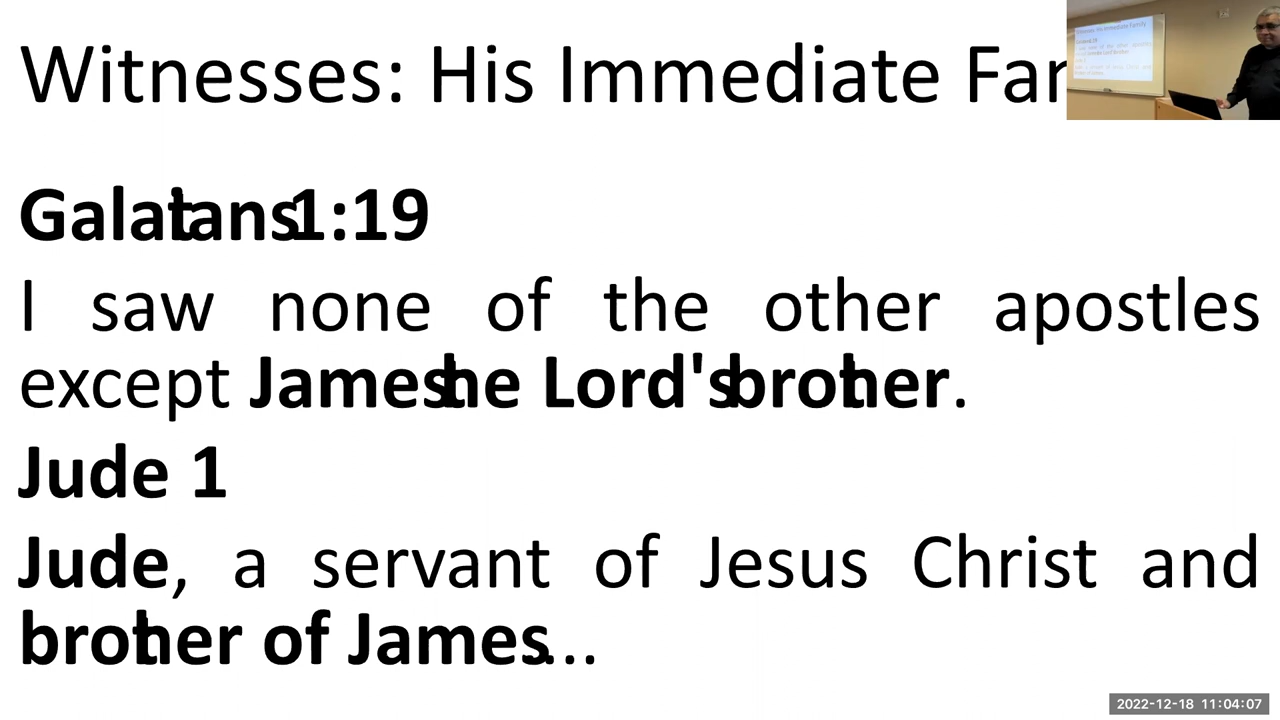 Witnesses: His Immediate Fam
Galatians 1:19
I saw none of the other apostles
except James the Lord's brother.
Jude 1
Jude, a servant of Jesus Christ and
brother of James...
2022-12-18 11:04:07